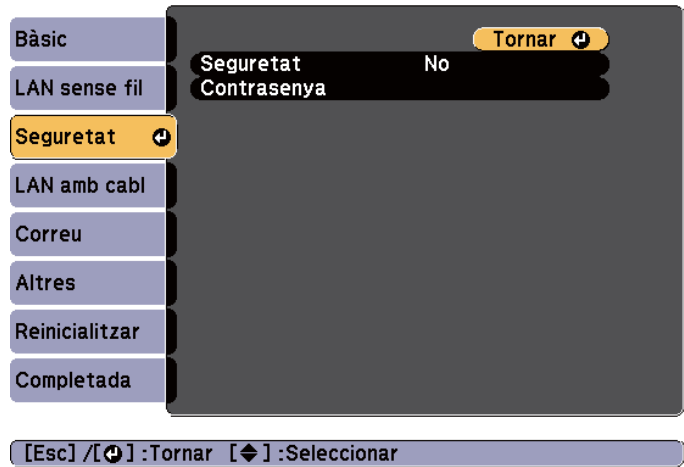 Bàsic
LAN sense fil
Seguretat
LAN amb cabl
Correu
Altres
Reinicialitzar
Completada
Tornar
Seguretat No
Contrasenya
[Esc] /[⏎] :Tornar [◆] :Seleccionar